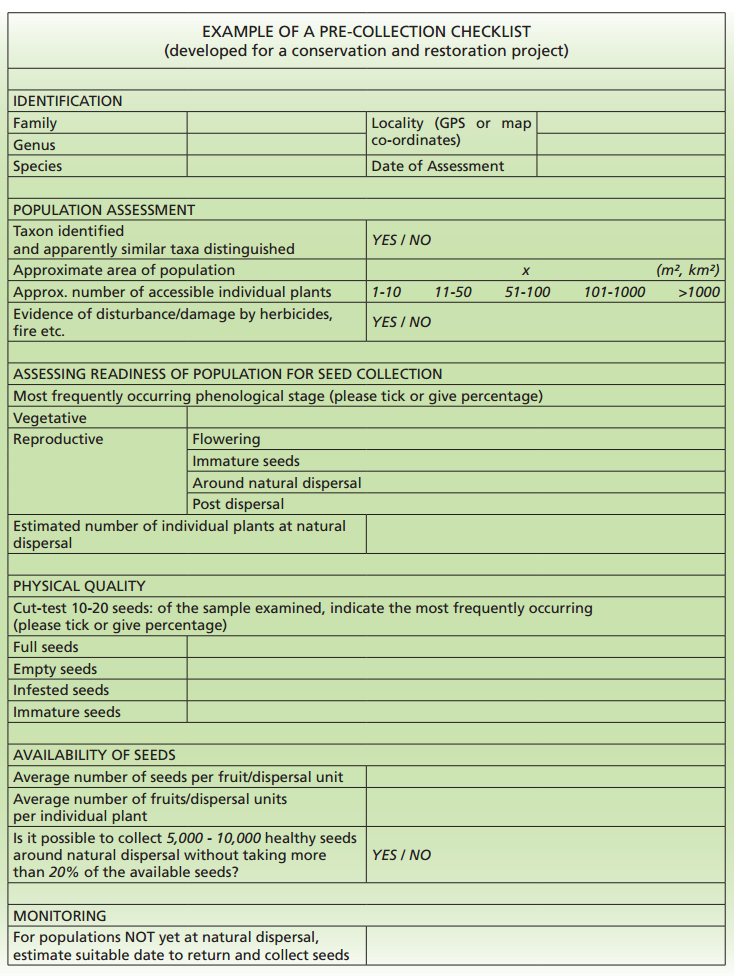 EXAMPLE OF A PRE-COLLECTION CHECKLIST
(developed for a conservation and restoration project)
IDENTIFICATION
Family
Locality (GPS or map
co-ordinates)
Genus
Species
Date of Assessment
POPULATION ASSESSMENT
Taxon identified
and apparently similar taxa distinguished
YES / NO
Approximate area of population
x (m², km²)
Approx. number of accessible individual plants
1-10 11-50 51-100 101-1000 >1000
Evidence of disturbance/damage by herbicides,
fire etc.
YES / NO
ASSESSING READINESS OF POPULATION FOR SEED COLLECTION
Most frequently occurring phenological stage (please tick or give percentage)
Vegetative
Reproductive
Flowering
Immature seeds
Around natural dispersal
Post dispersal
Estimated number of individual plants at natural
dispersal
PHYSICAL QUALITY
Cut-test 10-20 seeds: of the sample examined, indicate the most frequently occurring
(please tick or give percentage)
Full seeds
Empty seeds
Infested seeds
Immature seeds
AVAILABILITY OF SEEDS
Average number of seeds per fruit/dispersal unit
Average number of fruits/dispersal units
per individual plant
Is it possible to collect 5,000 - 10,000 healthy seeds
around natural dispersal without taking more
than 20% of the available seeds?
YES / NO
MONITORING
For populations NOT yet at natural dispersal,
estimate suitable date to return and collect seeds